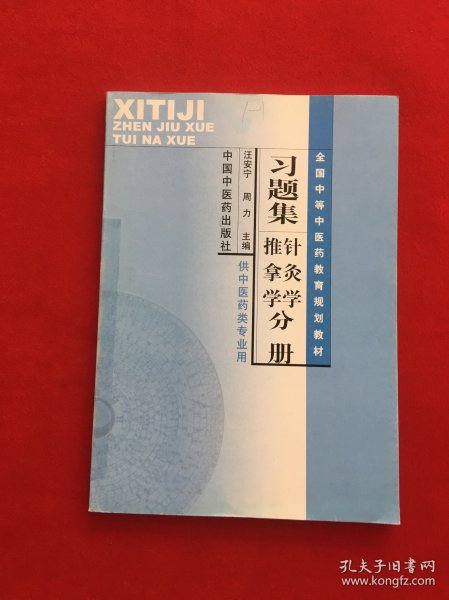 XITIJI
ZHEN JIU XUE
TUI NA XUE
全国中等中医药教育规划教材
习题集
针灸学
推拿学
分册
汪安宁 周力 主编
中国中医药出版社
供中医药类专业用
孔夫子旧书网
www.kongfz.com